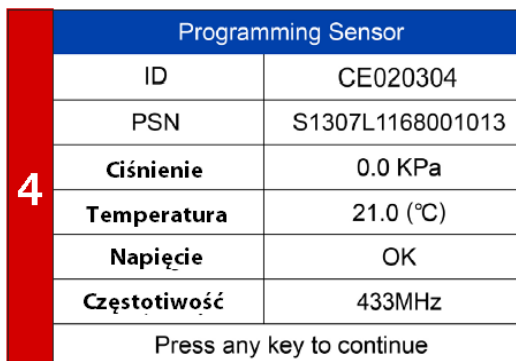 Programming Sensor
ID CE020304
PSN S1307L1168001013
Ciśnienie 0.0 KPa
4
Temperatura 21.0 (℃)
Napięcie OK
Częstotiwość 433MHz
Press any key to continue